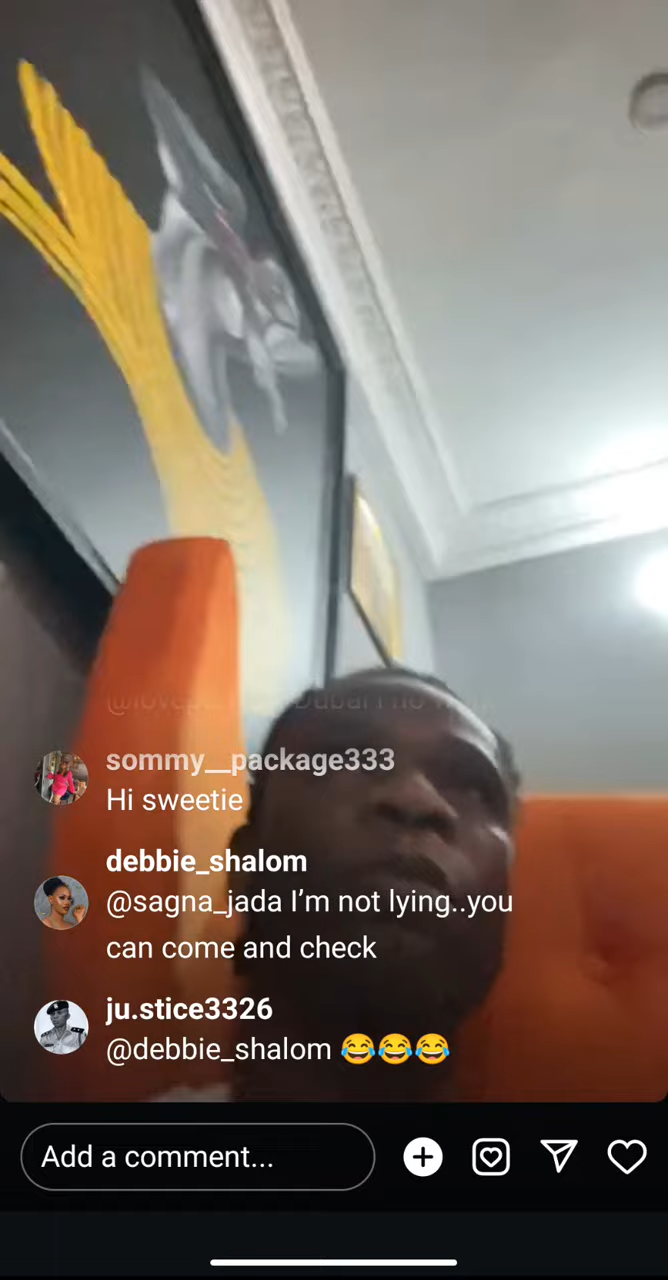 sommy__package333
Hi sweetie
debbie_shalom
@sagna_jada I’m not lying..you
can come and check
ju.stice3326
@debbie_shalom 😂😂😂
Add a comment...